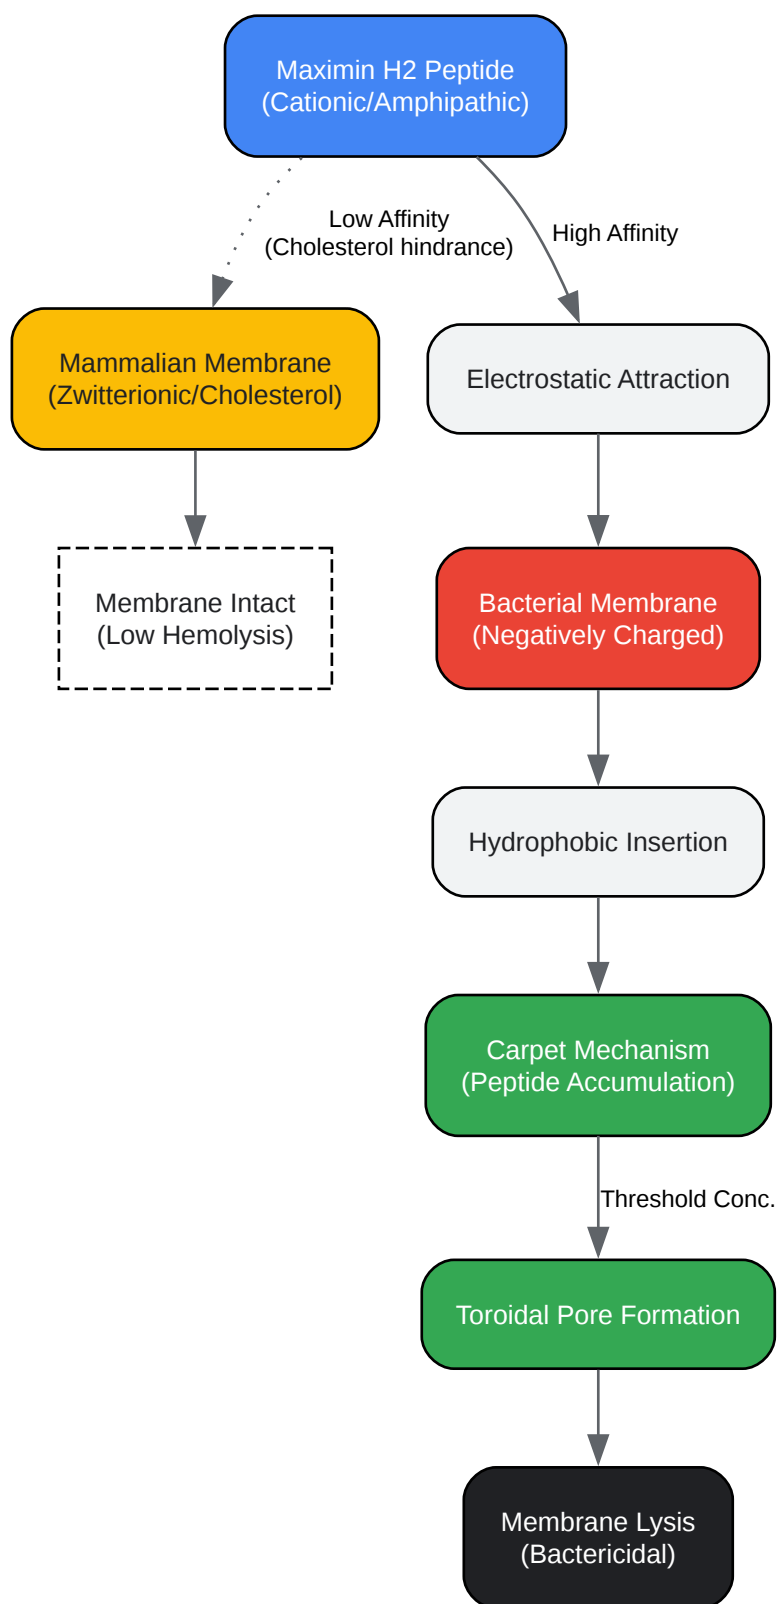 Maximin H2 Peptide
(Cationic/Amphipathic)
Low Affinity
(Cholesterol hindrance)
High Affinity
Mammalian Membrane
(Zwitterionic/Cholesterol)
Electrostatic Attraction
Membrane Intact
(Low Hemolysis)
Bacterial Membrane
(Negatively Charged)
Hydrophobic Insertion
Carpet Mechanism
(Peptide Accumulation)
Threshold Conc.
Toroidal Pore Formation
Membrane Lysis
(Bactericidal)